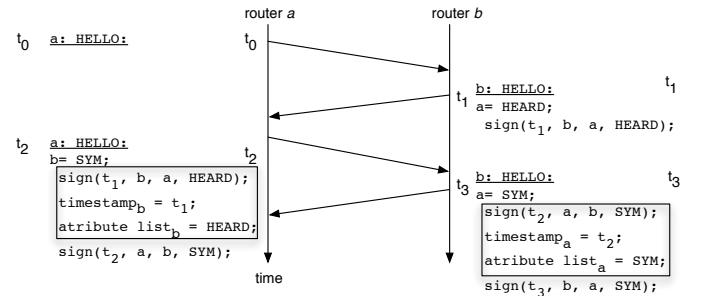 router a
router b
t0
a: HELLO:
t0
t1
b: HELLO:
t1
a= HEARD;
sign(t1, b, a, HEARD);
t2
a: HELLO:
b= SYM;
t2
sign(t1, b, a, HEARD);
timestampb = t1;
atribute listb = HEARD;
sign(t2, a, b, SYM);
t3
b: HELLO:
t3
a= SYM;
sign(t2, a, b, SYM);
timestampa = t2;
atribute lista = SYM;
sign(t3, b, a, SYM);
time